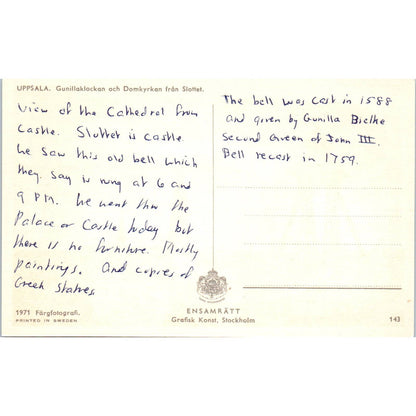 UPPSALA. Gunillaklockan och Domkyrkan från Slottet.
View of the Cathedral from
Castle. Slottet is castle
he saw this old bell which
they say is rung at 6 and
9 PM. he went thru the
Palace or Castle today but
there is no furniture. Mostly
paintings. And copies of
Greek statues
The bell was cast in 1588
and given by Gunilla Bielke
Second Queen of John III.
Bell recast in 1759.
1971 Färgfotografi.
PRINTED IN SWEDEN
ENSAMRÄTT
Grafisk Konst, Stockholm
143